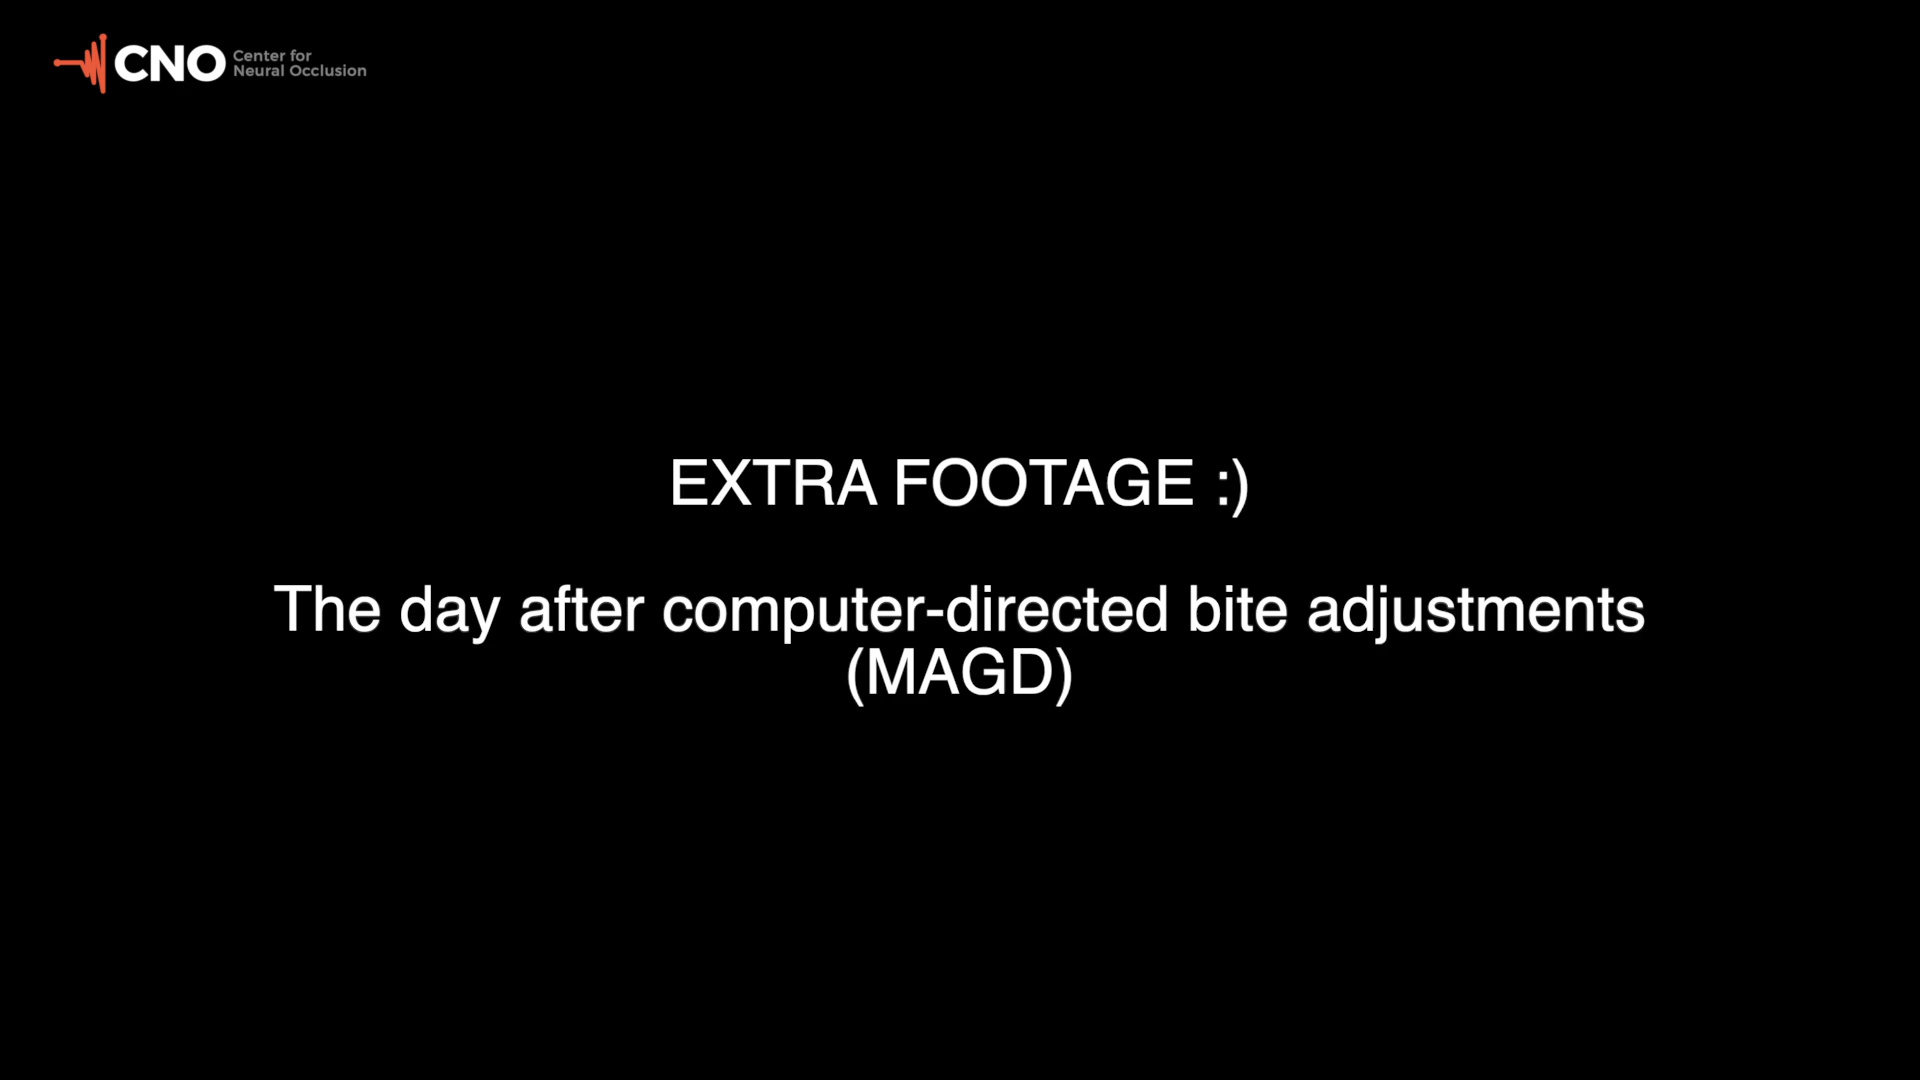 CNO
Center for
Neural Occlusion
EXTRA FOOTAGE :)
The day after computer-directed bite adjustments
(MAGD)